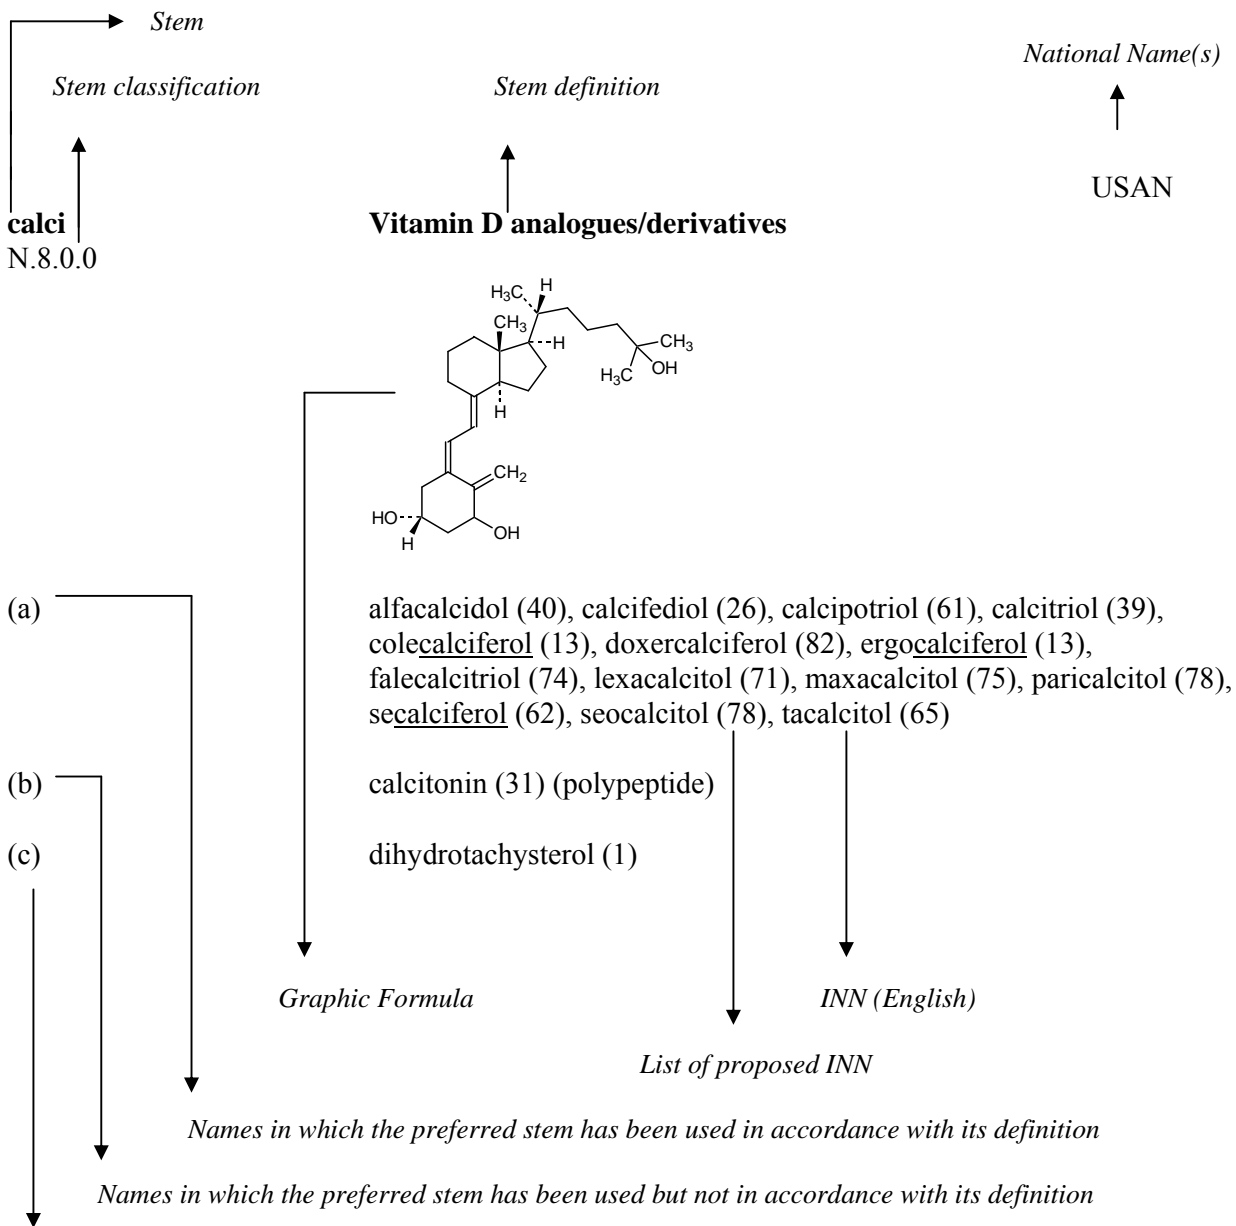 Stem
National Name(s)
Stem classification
Stem definition
USAN
calci
Vitamin D analogues/derivatives
N.8.0.0
H
H3C
CH3
H
CH3
H3C
OH
H
CH2
HO
OH
H
(a)
alfacalcidol (40), calcifediol (26), calcipotriol (61), calcitriol (39),
colecalciferol (13), doxercalciferol (82), ergocalciferol (13),
falecalcitriol (74), lexacalcitol (71), maxacalcitol (75), paricalcitol (78),
secalciferol (62), seocalcitol (78), tacalcitol (65)
(b)
calcitonin (31) (polypeptide)
(c)
dihydrotachysterol (1)
Graphic Formula
INN (English)
List of proposed INN
Names in which the preferred stem has been used in accordance with its definition
Names in which the preferred stem has been used but not in accordance with its definition